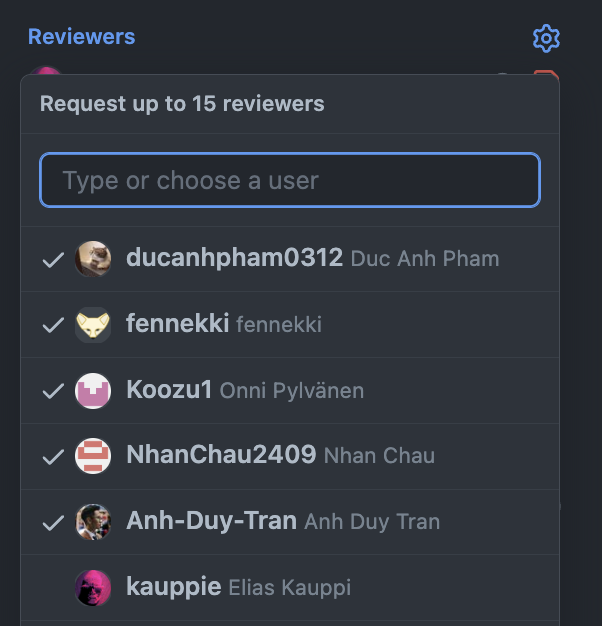 Reviewers
Request up to 15 reviewers
Type or choose a user
ducanhpham0312 Duc Anh Pham
fennekki fennekki
Koozu1 Onni Pylvänen
NhanChau2409 Nhan Chau
Anh-Duy-Tran Anh Duy Tran
kauppie Elias Kauppi